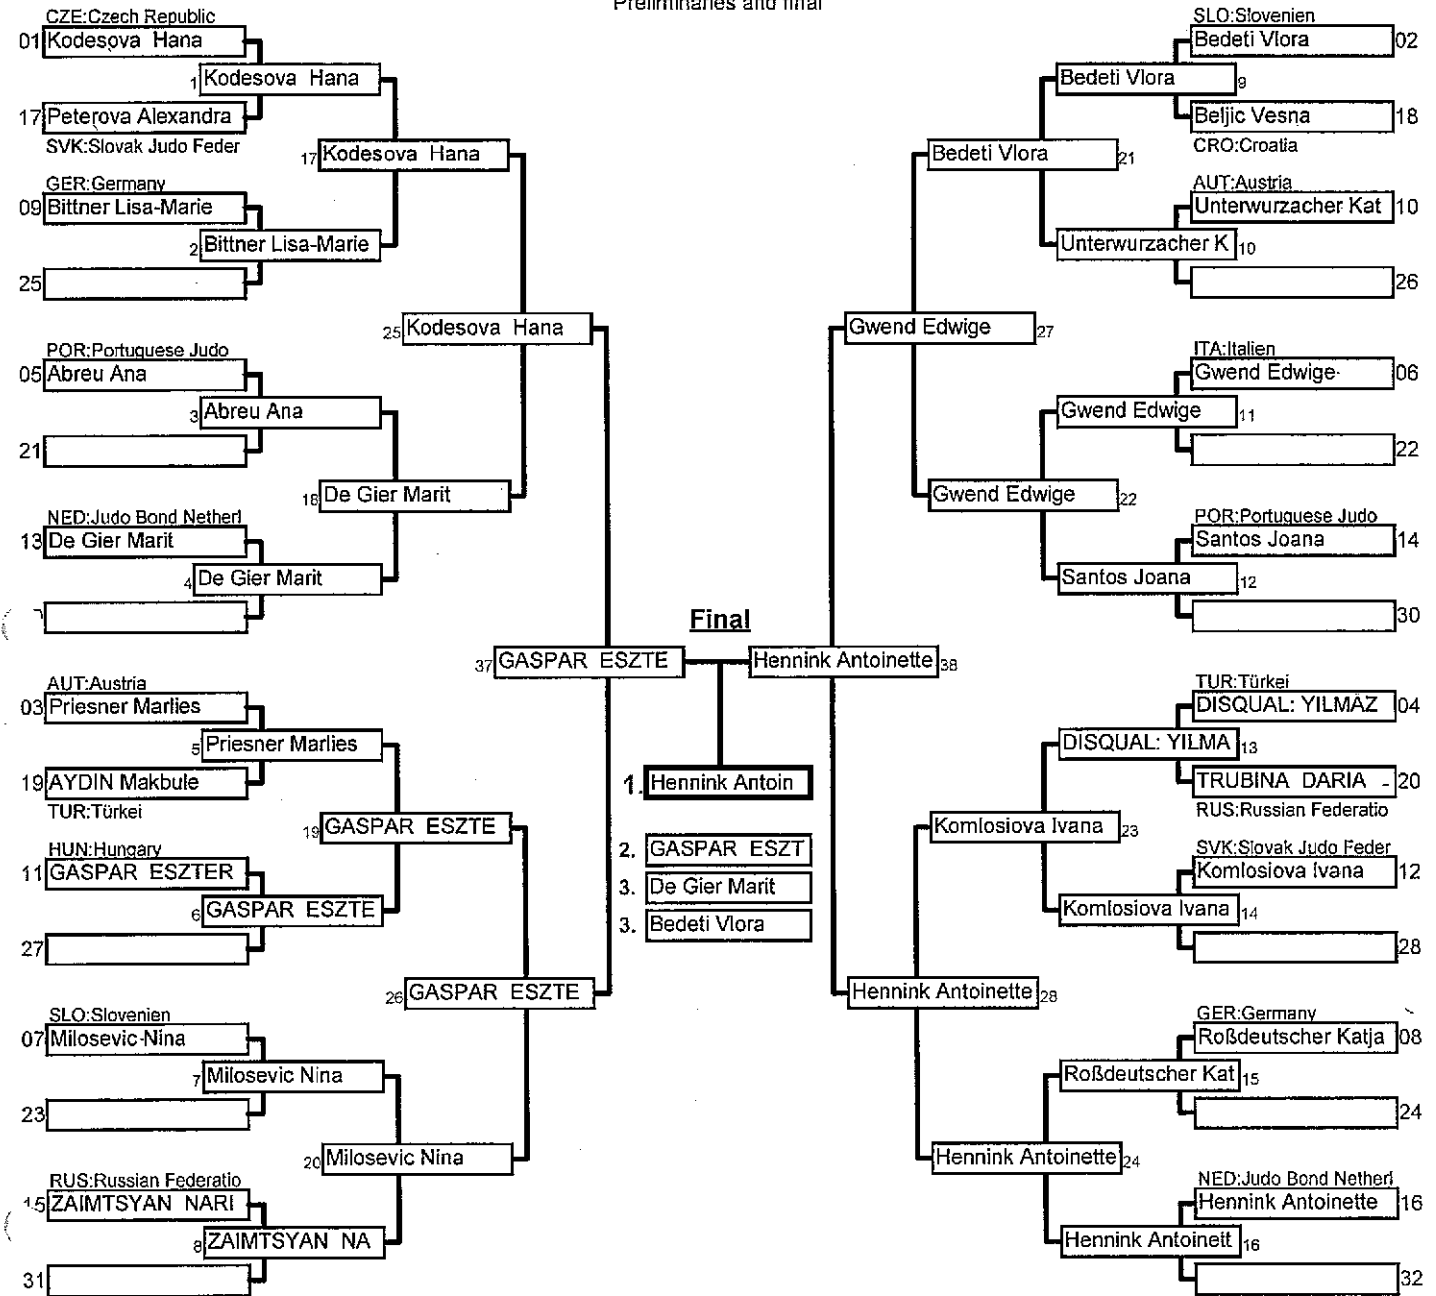 Preliminaries and final
CZE:Czech Republic
01 Kodesova Hana
1 Kodesova Hana
17 Peterova Alexandra
SVK:Slovak Judo Feder
17 Kodesova Hana
GER:Germany
09 Bittner Lisa-Marie
2 Bittner Lisa-Marie
25
25 Kodesova Hana
POR:Portuguese Judo
05 Abreu Ana
3 Abreu Ana
21
18 De Gier Marit
NED:Judo Bond Netherl
13 De Gier Marit
4 De Gier Marit
37 GASPAR ESZTE
AUT:Austria
03 Priesner Marlies
5 Priesner Marlies
19 AYDIN Makbule
TUR:Türkei
19 GASPAR ESZTE
HUN:Hungary
11 GASPAR ESZTER
6 GASPAR ESZTE
27
26 GASPAR ESZTE
SLO:Slovenien
07 Milosevic Nina
7 Milosevic Nina
23
20 Milosevic Nina
RUS:Russian Federatio
15 ZAIMTSYAN NARI
8 ZAIMTSYAN NA
31
Final
1. Hennink Antoin
2. GASPAR ESZT
3. De Gier Marit
3. Bedeti Vlora
SLO:Slovenien
Bedeti Vlora 02
Bedeti Vlora 9
Beljic Vesna 18
CRO:Croatia
Bedeti Vlora 21
AUT:Austria
Unterwurzacher Kat 10
Unterwurzacher K 10
26
Gwend Edwige 27
ITA:Italien
Gwend Edwige 06
Gwend Edwige 11
22
Gwend Edwige 22
POR:Portuguese Judo
Santos Joana 14
Santos Joana 12
30
Hennink Antoinette 38
TUR:Türkei
DISQUAL: YILMAZ 04
DISQUAL: YILMA 13
TRUBINA DARIA - 20
RUS:Russian Federatio
Komlosiova Ivana 23
SVK:Slovak Judo Feder
Komlosiova Ivana 12
Komlosiova Ivana 14
28
Hennink Antoinette 28
GER:Germany
Roßdeutscher Katja 08
Roßdeutscher Kat 15
24
Hennink Antoinette 24
NED:Judo Bond Netherl
Hennink Antoinette 16
Hennink Antoinett 16
32